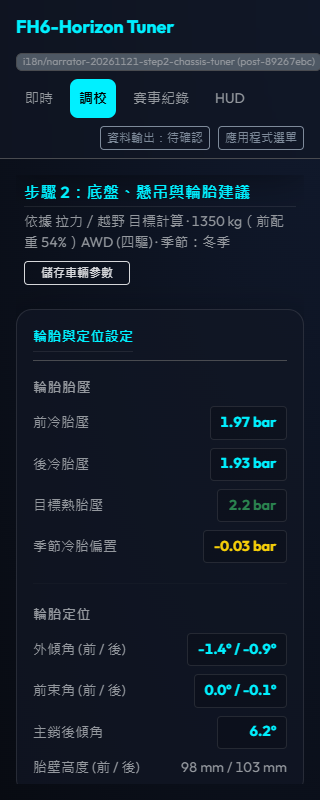 FH6-Horizon Tuner
i18n/narrator-20261121-step2-chassis-tuner (post-89267ebc)
即時 調校 賽事紀錄 HUD
資料輸出：待確認 應用程式選單
步驟 2：底盤、懸吊與輪胎建議
依據 拉力 / 越野 目標計算 · 1350 kg（前配
重 54%）AWD (四驅) · 季節：冬季
儲存車輛參數
輪胎與定位設定
輪胎胎壓
前冷胎壓 1.97 bar
後冷胎壓 1.93 bar
目標熱胎壓 2.2 bar
季節冷胎偏置 -0.03 bar
輪胎定位
外傾角 (前 / 後) -1.4° / -0.9°
前束角 (前 / 後) 0.0° / -0.1°
主銷後傾角 6.2°
胎壁高度 (前 / 後) 98 mm / 103 mm